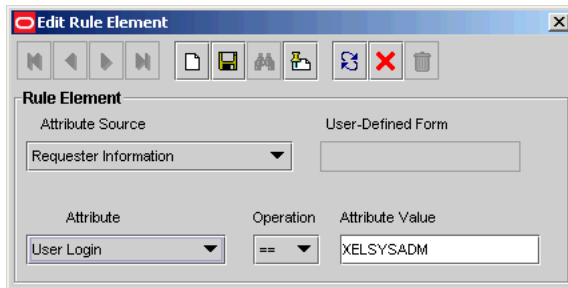 Edit Rule Element
Rule Element
Attribute Source User-Defined Form
Requester Information
Attribute Operation Attribute Value
User Login == XELSYSADM